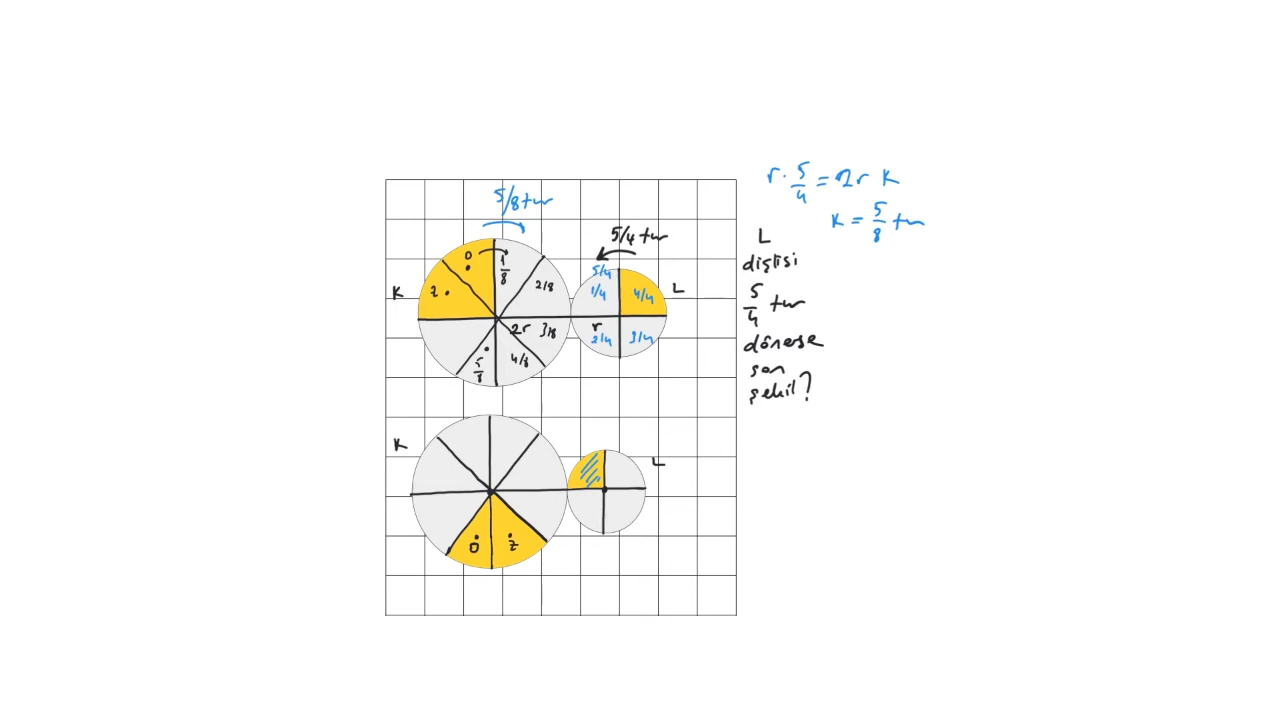 r · 5/4 = 2r K
K = 5/8 tur
5/8 tur
5/4 tur
L
dişlisi
5/4 tur
dönerse
son
şekil?
K
Z
O
1/8
2/8
2r 3/8
4/8
5/8
5/4
1/4
4/4
L
r
2/4
3/4
K
L
O
Z